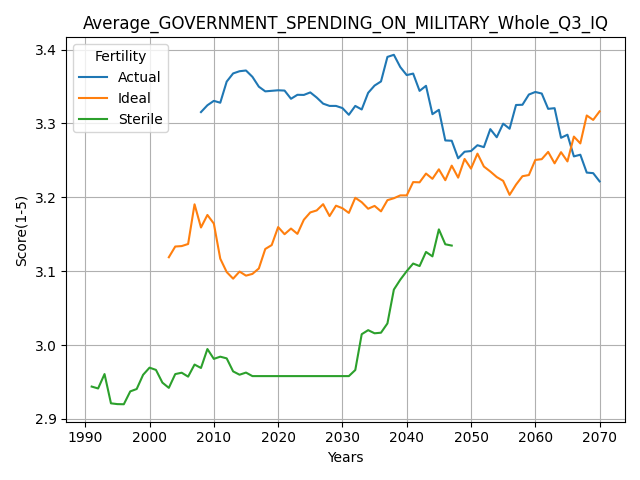 Average_GOVERNMENT_SPENDING_ON_MILITARY_Whole_Q3_IQ
Fertility
Actual
Ideal
Sterile
Score(1-5)
3.4
3.3
3.2
3.1
3.0
2.9
1990 2000 2010 2020 2030 2040 2050 2060 2070
Years